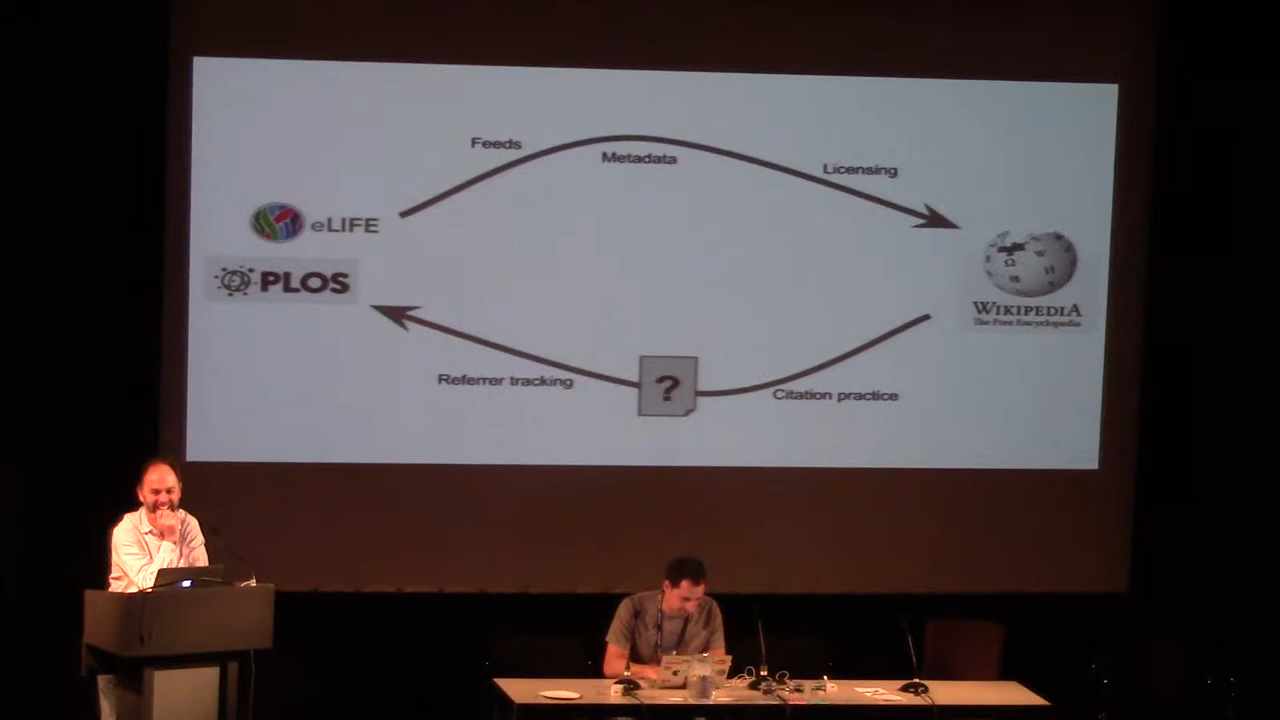 Feeds
Metadata
Licensing
eLIFE
PLOS
Ω
W
WIKIPEDIA
The Free Encyclopedia
?
Referrer tracking
Citation practice